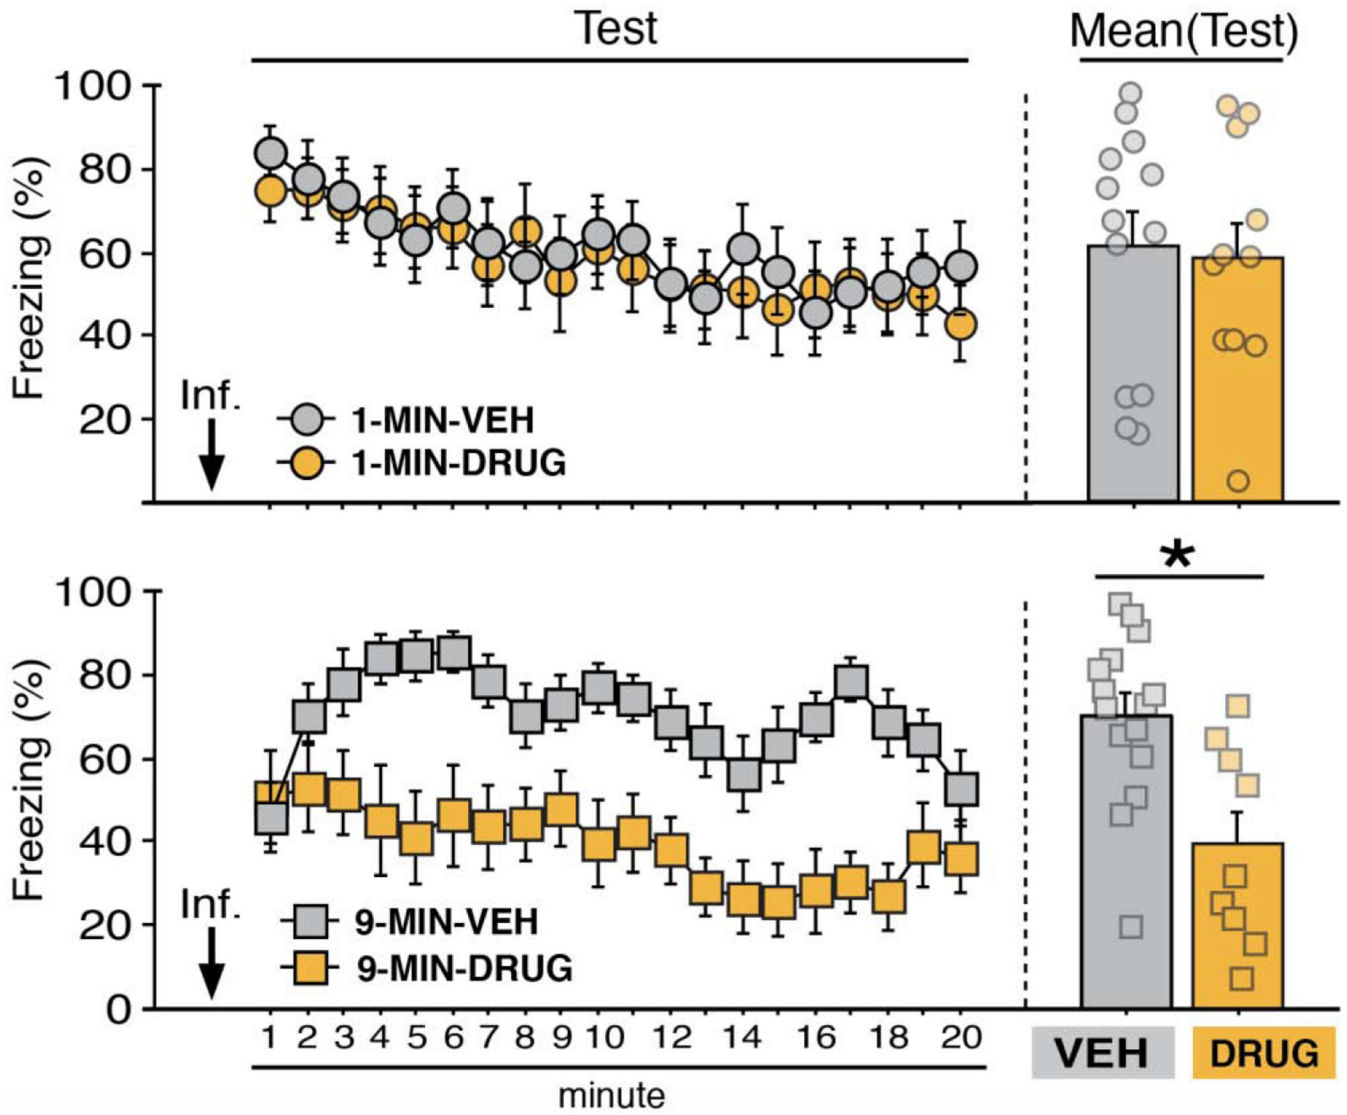 Test
Mean(Test)
Freezing (%)
100
80
60
40
20
Inf.
1-MIN-VEH
1-MIN-DRUG
*
Freezing (%)
100
80
60
40
20
0
Inf.
9-MIN-VEH
9-MIN-DRUG
1 2 3 4 5 6 7 8 9 10 12 14 16 18 20
minute
VEH
DRUG